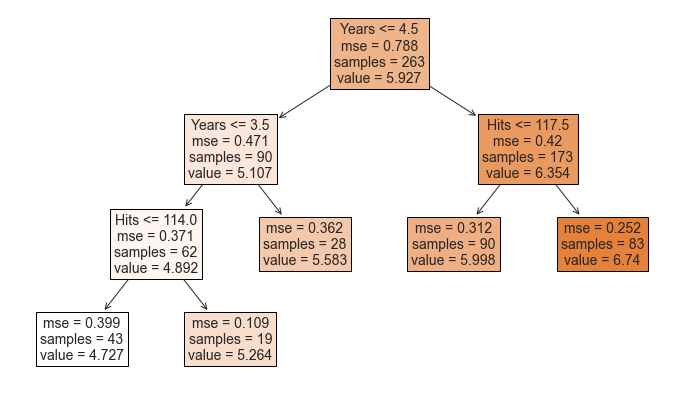 Years <= 4.5
mse = 0.788
samples = 263
value = 5.927
Years <= 3.5
mse = 0.471
samples = 90
value = 5.107
Hits <= 117.5
mse = 0.42
samples = 173
value = 6.354
Hits <= 114.0
mse = 0.371
samples = 62
value = 4.892
mse = 0.362
samples = 28
value = 5.583
mse = 0.312
samples = 90
value = 5.998
mse = 0.252
samples = 83
value = 6.74
mse = 0.399
samples = 43
value = 4.727
mse = 0.109
samples = 19
value = 5.264